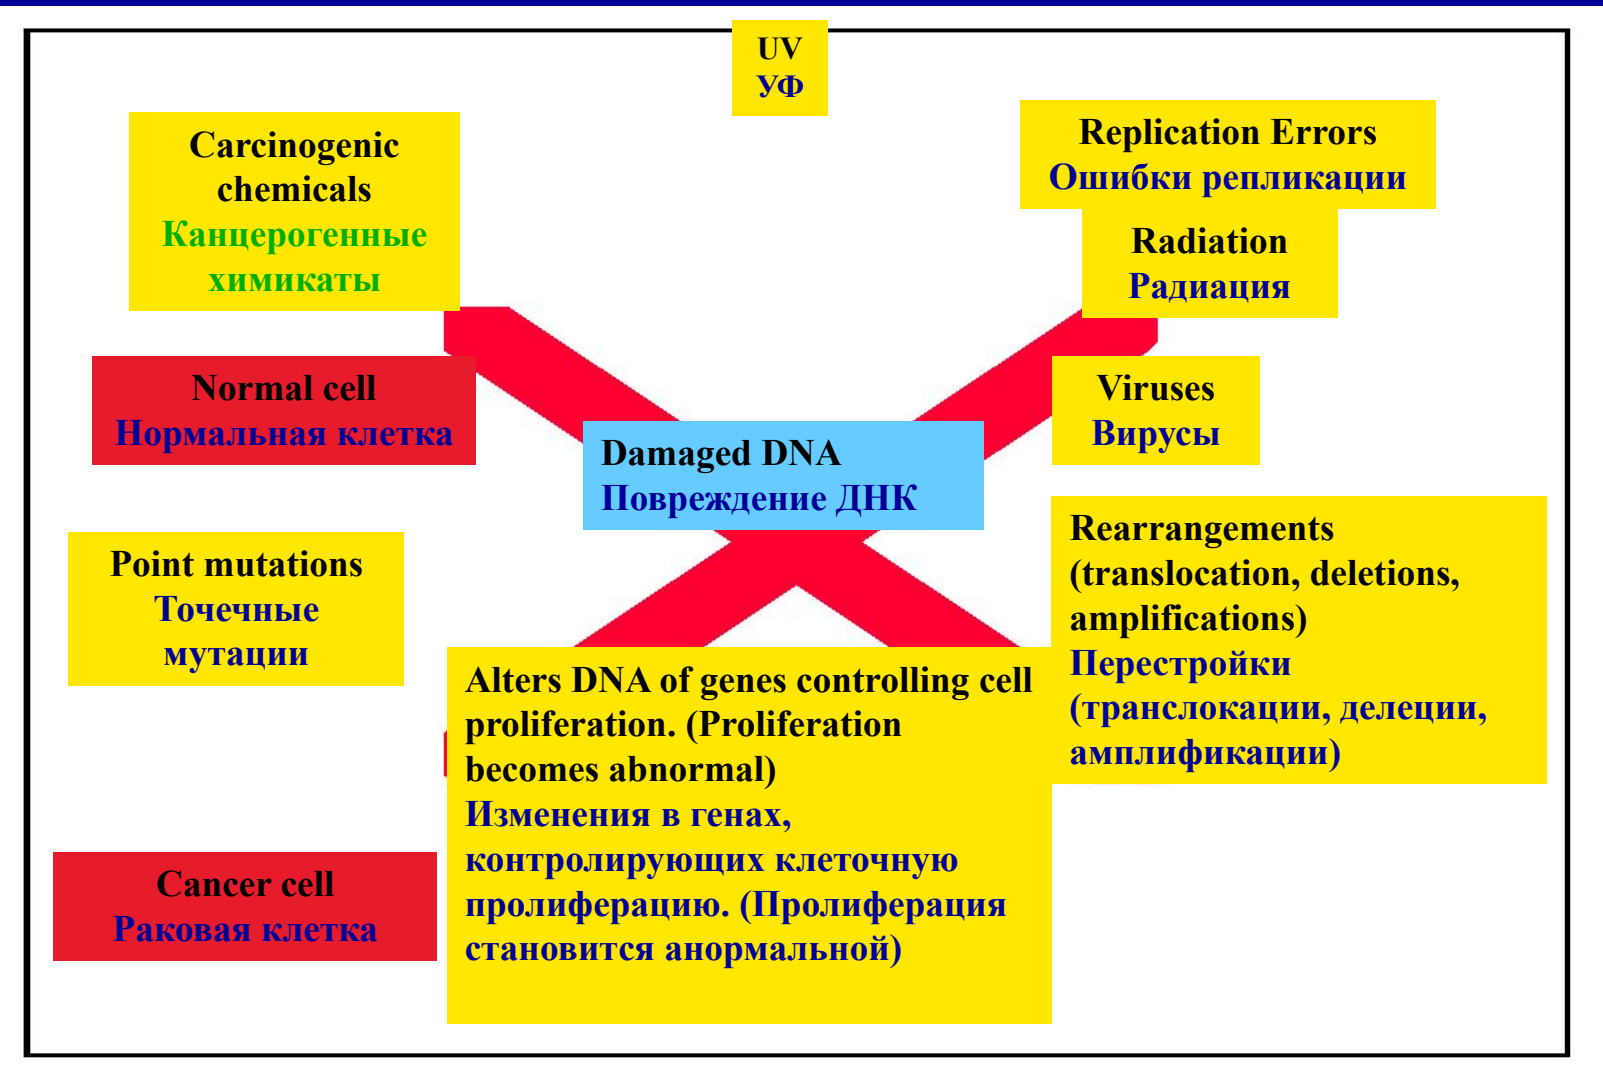 UV
УФ
Carcinogenic
chemicals
Канцерогенные
химикаты
Replication Errors
Ошибки репликации
Radiation
Радиация
Normal cell
Нормальная клетка
Viruses
Вирусы
Damaged DNA
Повреждение ДНК
Point mutations
Точечные
мутации
Rearrangements
(translocation, deletions,
amplifications)
Перестройки
(транслокации, делеции,
амплификации)
Alters DNA of genes controlling cell
proliferation. (Proliferation
becomes abnormal)
Изменения в генах,
контролирующих клеточную
пролиферацию. (Пролиферация
становится анормальной)
Cancer cell
Раковая клетка